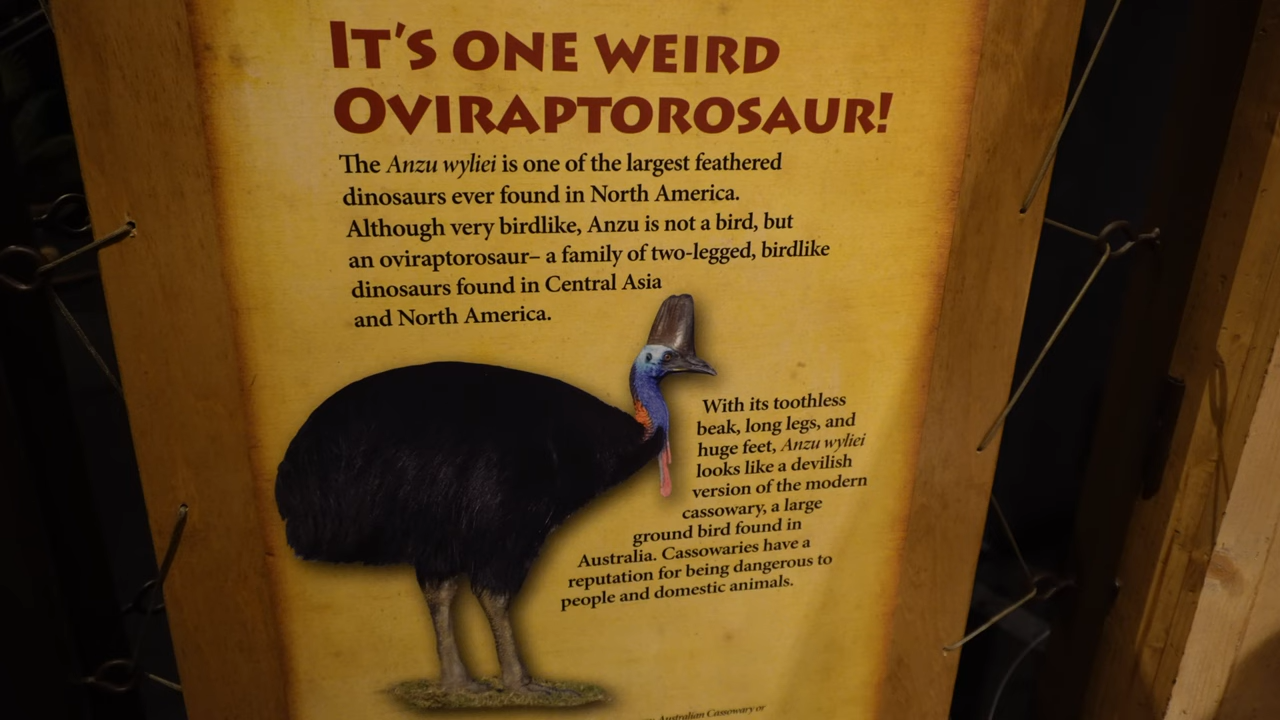 It's one weird
Oviraptorosaur!
The Anzu wyliei is one of the largest feathered
dinosaurs ever found in North America.
Although very birdlike, Anzu is not a bird, but
an oviraptorosaur– a family of two-legged, birdlike
dinosaurs found in Central Asia
and North America.
With its toothless
beak, long legs, and
huge feet, Anzu wyliei
looks like a devilish
version of the modern
cassowary, a large
ground bird found in
Australia. Cassowaries have a
reputation for being dangerous to
people and domestic animals.
Australian Cassowary or